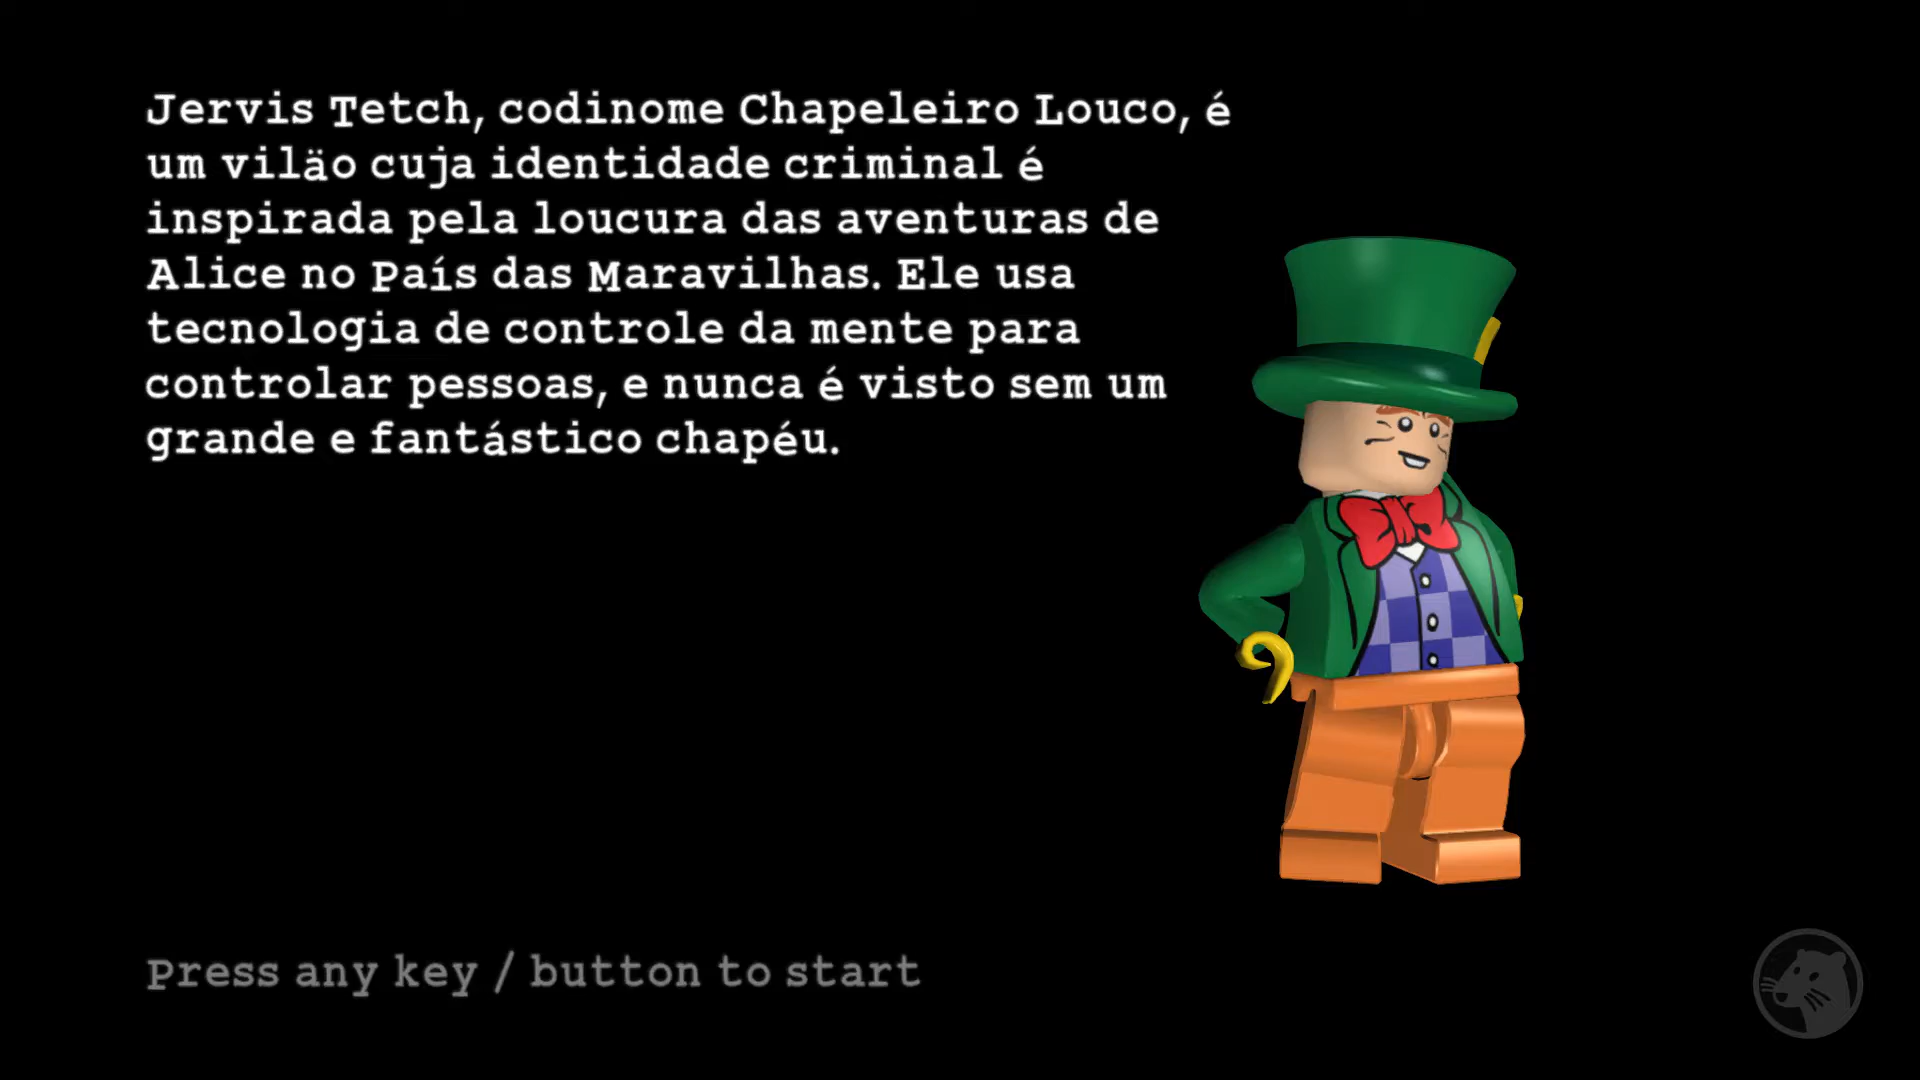 Jervis Tetch, codinome Chapeleiro Louco, é
um viläo cuja identidade criminal é
inspirada pela loucura das aventuras de
Alice no País das Maravilhas. Ele usa
tecnologia de controle da mente para
controlar pessoas, e nunca é visto sem um
grande e fantástico chapéu.
Press any key / button to start